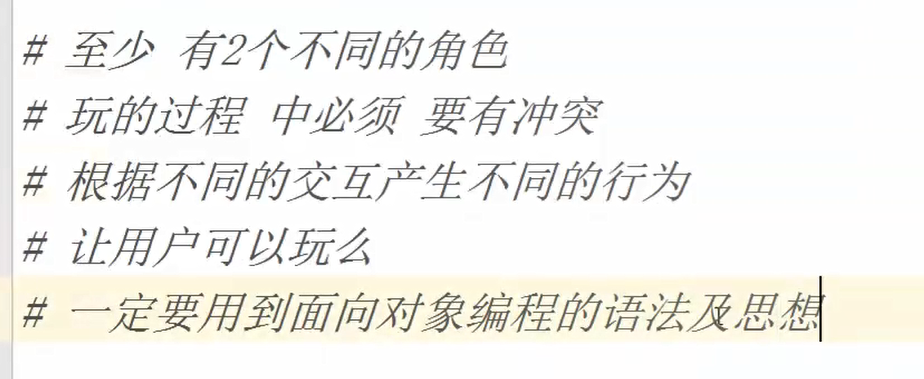 # 至少 有2个不同的角色
# 玩的过程 中必须 要有冲突
# 根据不同的交互产生不同的行为
# 让用户可以玩么
# 一定要用到面向对象编程的语法及思想